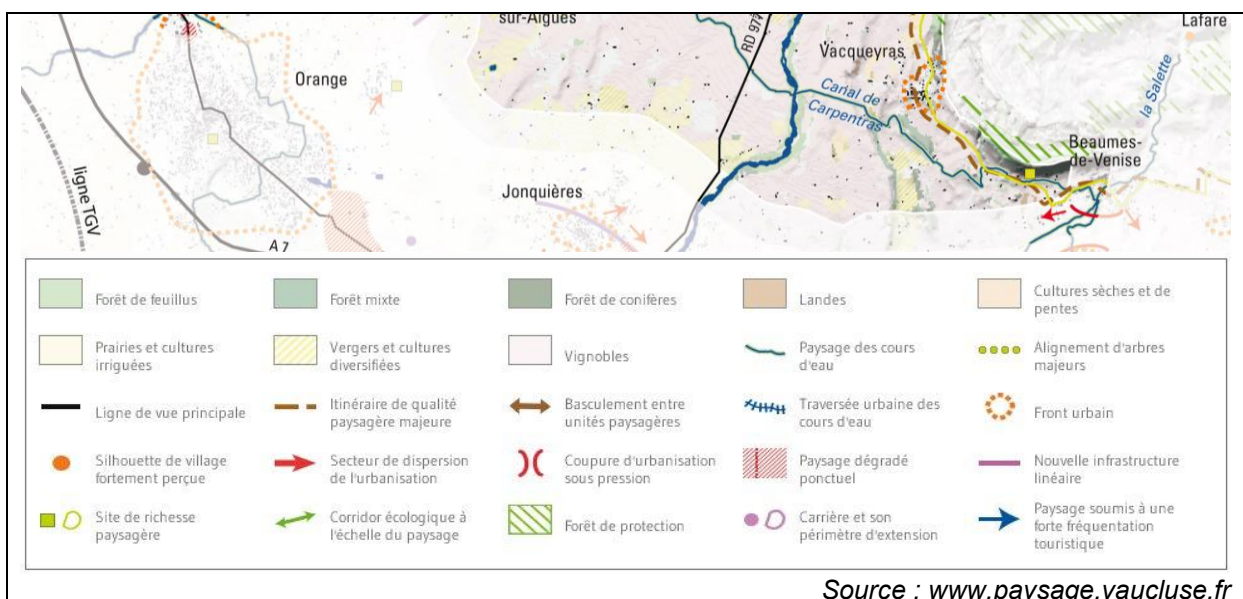 sur-Aigues
Lafare
RD 977
Vacqueyras
Orange
Canal de
Carpentras
la Salette
Beaumes-
de-Venise
ligne TGV
Jonquières
A 7
Forêt de feuillus
Forêt mixte
Forêt de conifères
Landes
Cultures sèches et de
pentes
Prairies et cultures
irriguées
Vergers et cultures
diversifiées
Vignobles
Paysage des cours
d'eau
Alignement d'arbres
majeurs
Ligne de vue principale
Itinéraire de qualité
paysagère majeure
Basculement entre
unités paysagères
Traversée urbaine des
cours d'eau
Front urbain
Silhouette de village
fortement perçue
Secteur de dispersion
de l'urbanisation
Coupure d'urbanisation
sous pression
Paysage dégradé
ponctuel
Nouvelle infrastructure
linéaire
Site de richesse
paysagère
Corridor écologique à
l'échelle du paysage
Forêt de protection
Carrière et son
périmètre d'extension
Paysage soumis à une
forte fréquentation
touristique
Source : www.paysage.vaucluse.fr